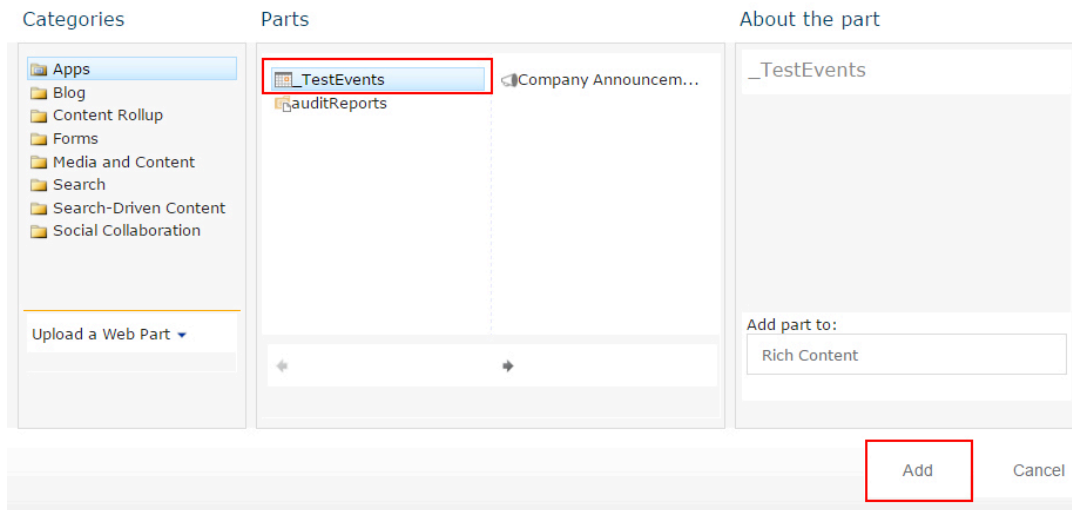 Categories
Parts
About the part
Apps
Blog
Content Rollup
Forms
Media and Content
Search
Search-Driven Content
Social Collaboration
Upload a Web Part
_TestEvents
auditReports
Company Announcem...
_TestEvents
Add part to:
Rich Content
Add
Cancel